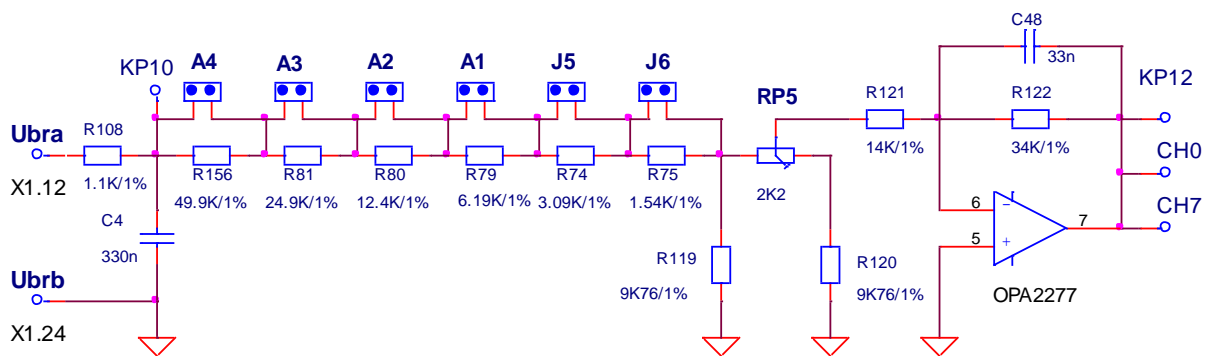 C48
33n
KP10
A4
A3
A2
A1
J5
J6
KP12
RP5
R121
R122
Ubra
R108
CH0
14K/1%
34K/1%
X1.12
1.1K/1%
R156
R81
R80
R79
R74
R75
2K2
49.9K/1%
24.9K/1%
12.4K/1%
6.19K/1%
3.09K/1%
1.54K/1%
CH7
6
7
5
C4
330n
R119
R120
Ubrb
9K76/1%
9K76/1%
OPA2277
X1.24